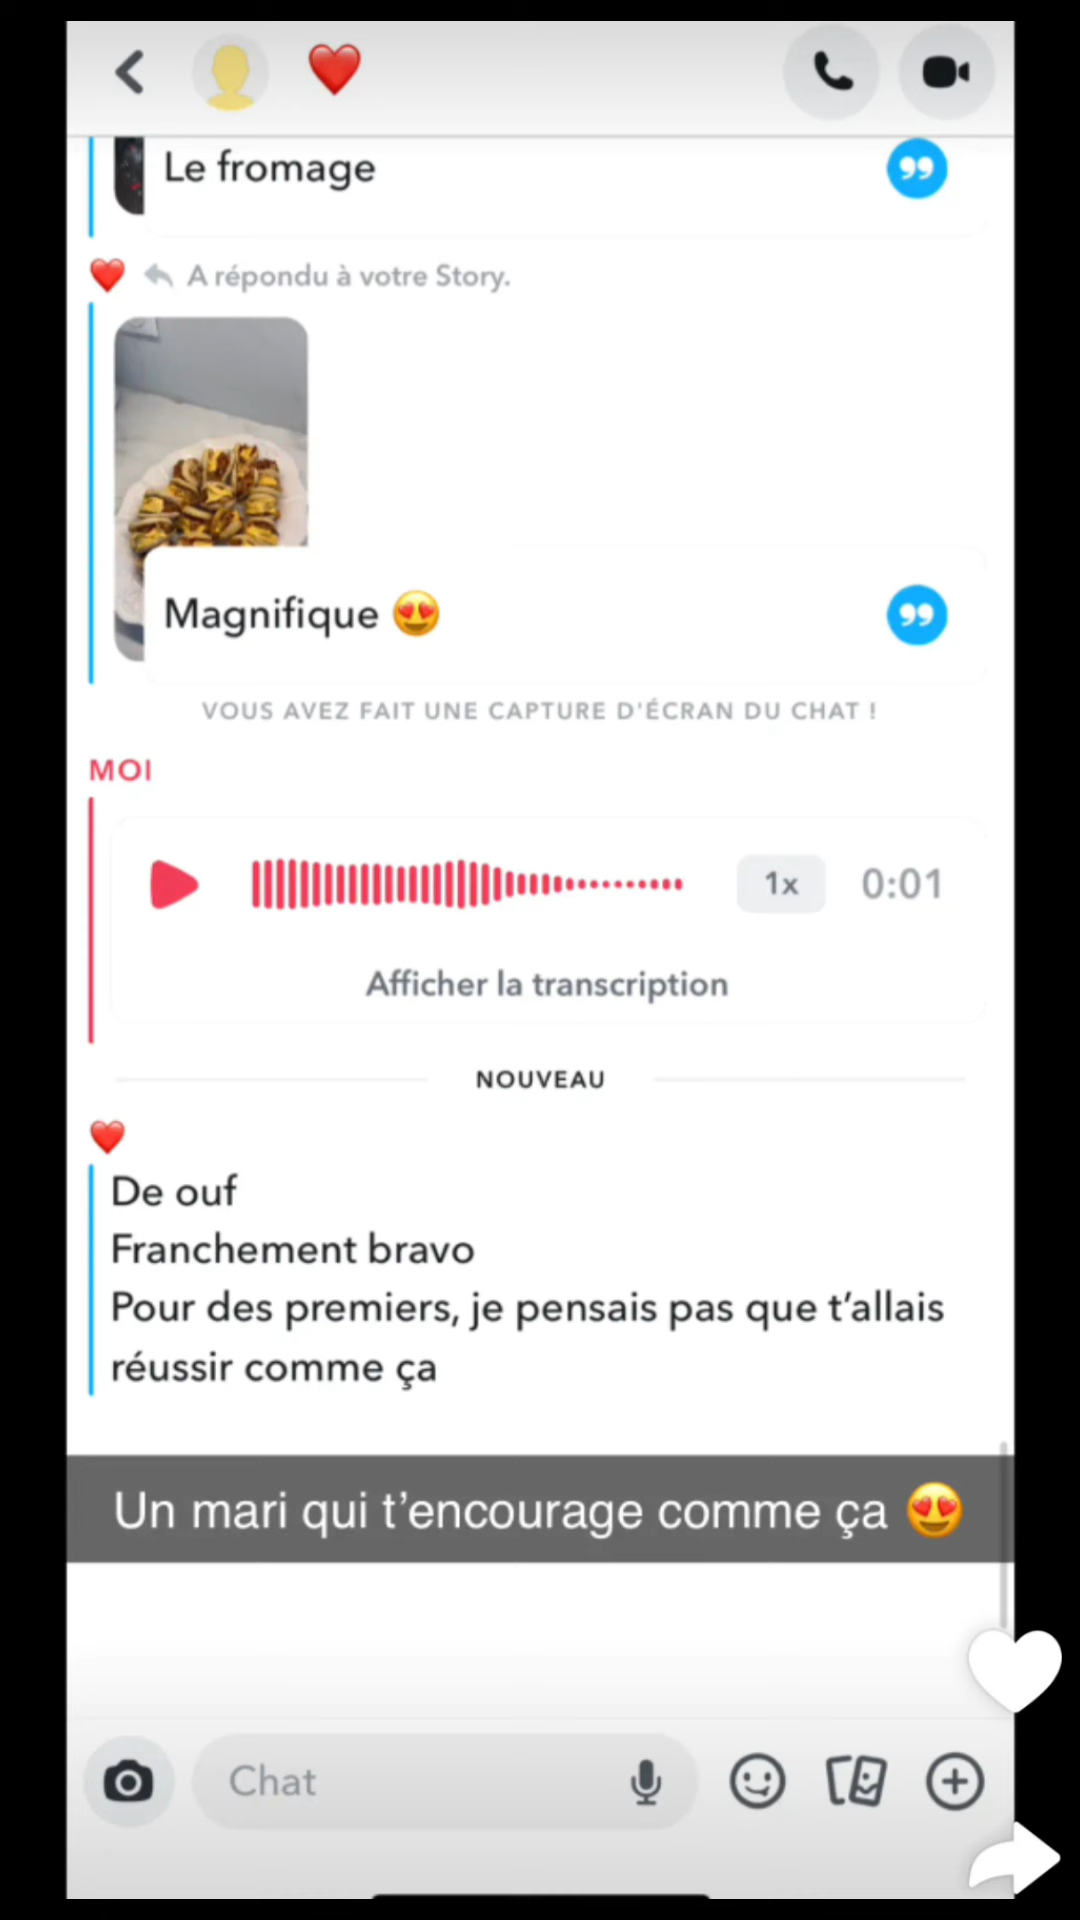 ❤️
Le fromage
❤️ A répondu à votre Story.
Magnifique 😍
VOUS AVEZ FAIT UNE CAPTURE D'ÉCRAN DU CHAT !
MOI
1x 0:01
Afficher la transcription
NOUVEAU
❤️
De ouf
Franchement bravo
Pour des premiers, je pensais pas que t’allais
réussir comme ça
Un mari qui t’encourage comme ça 😍
Chat